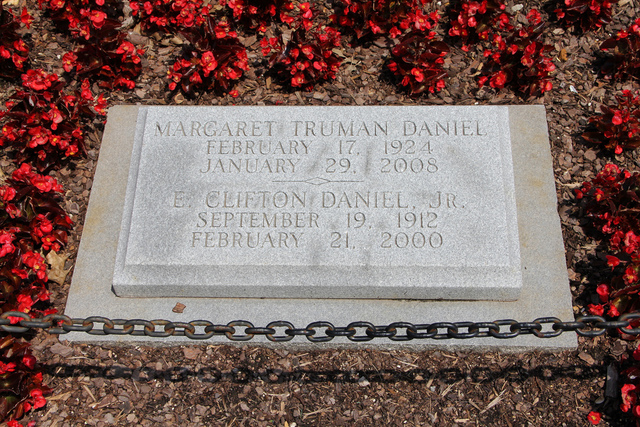 MARGARET TRUMAN DANIEL
FEBRUARY 17, 1924
JANUARY 29, 2008
E. CLIFTON DANIEL, JR.
SEPTEMBER 19, 1912
FEBRUARY 21, 2000